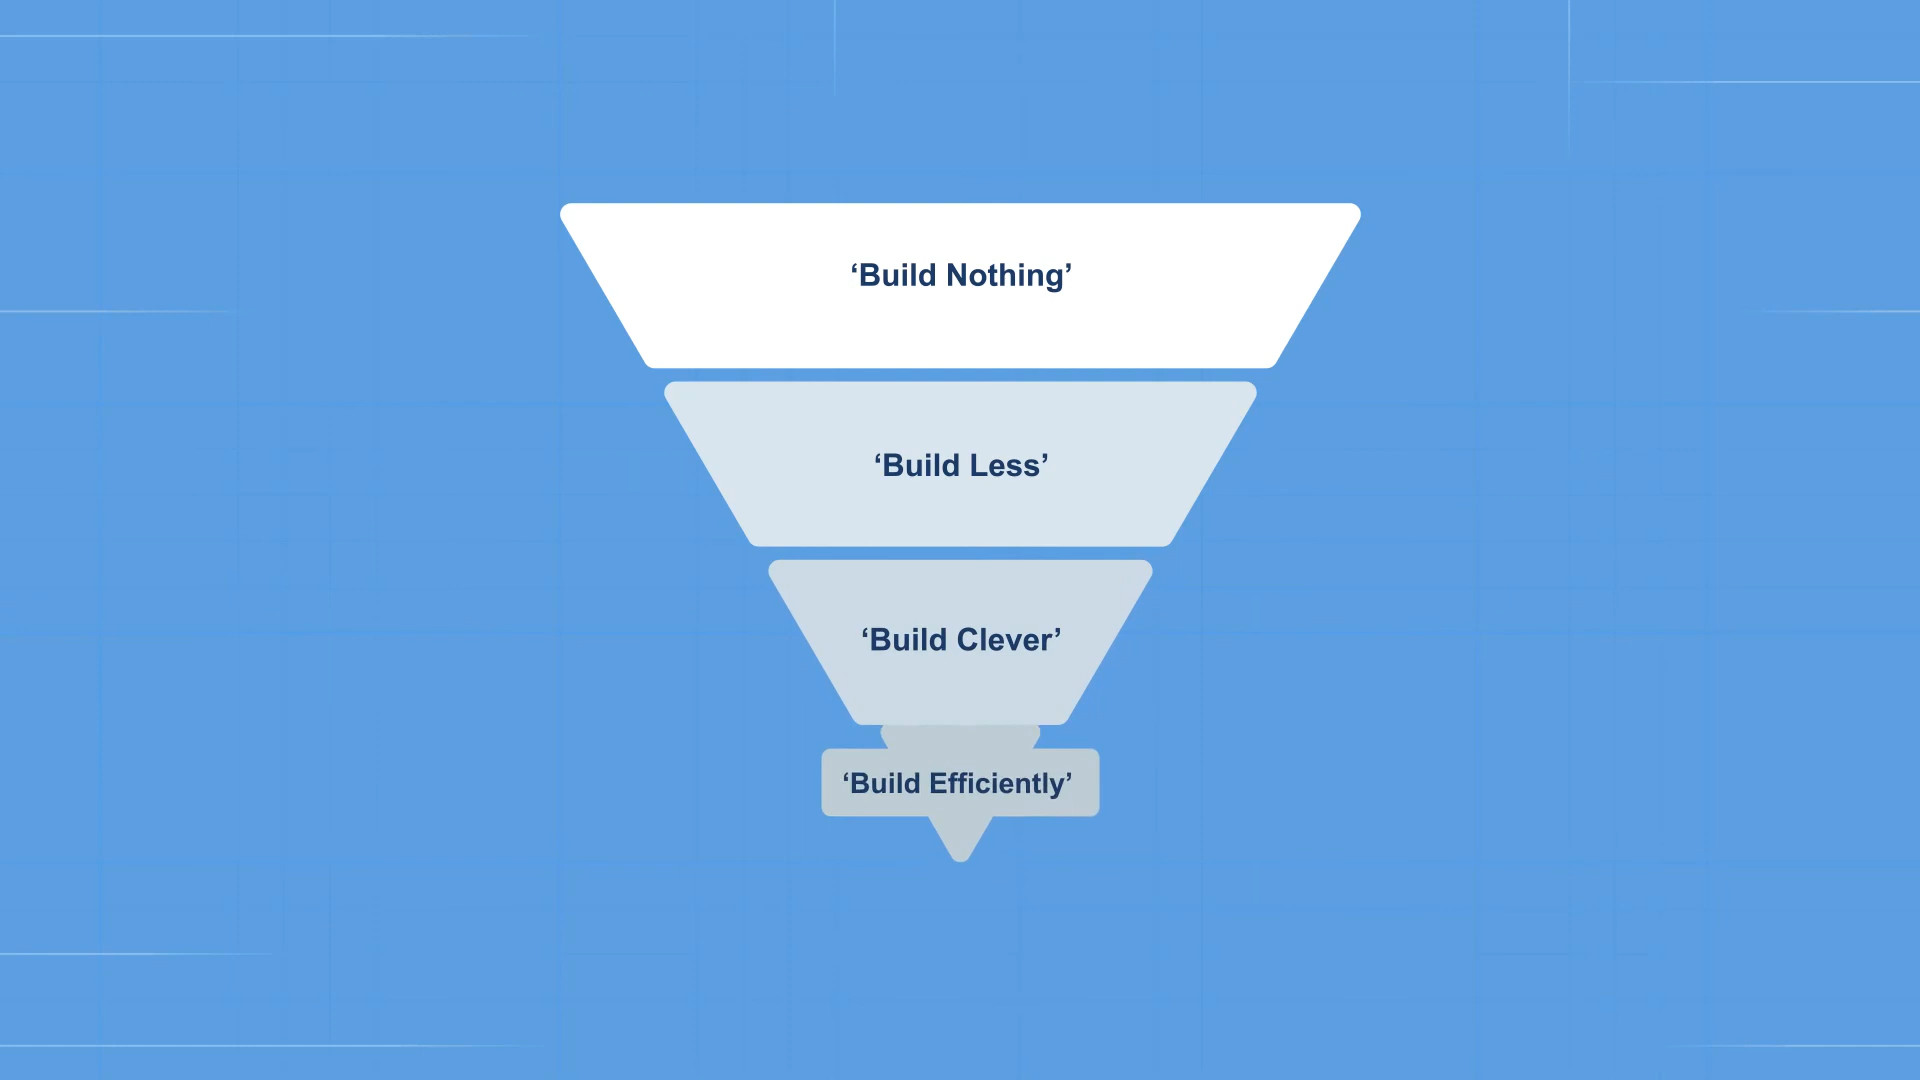 ‘Build Nothing’
‘Build Less’
‘Build Clever’
‘Build Efficiently’